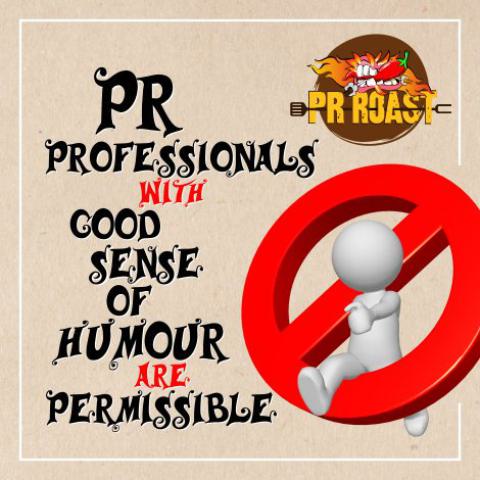 PR ROAST
PR
PROFESSIONALS
WITH
GOOD
SENSE
OF
HUMOUR
ARE
PERMISSIBLE